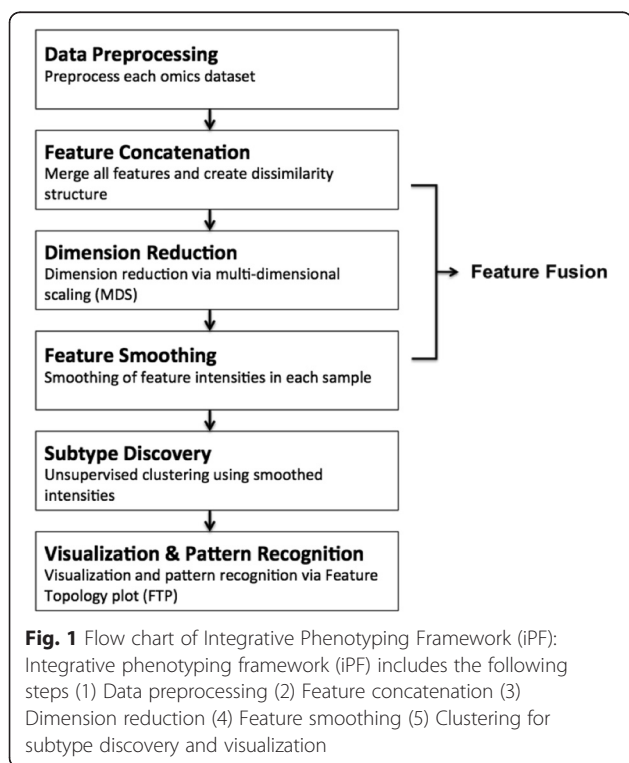 Data Preprocessing
Preprocess each omics dataset
Feature Concatenation
Merge all features and create dissimilarity
structure
Dimension Reduction
Dimension reduction via multi-dimensional
scaling (MDS)
Feature Smoothing
Smoothing of feature intensities in each sample
Feature Fusion
Subtype Discovery
Unsupervised clustering using smoothed
intensities
Visualization & Pattern Recognition
Visualization and pattern recognition via Feature
Topology plot (FTP)
Fig. 1 Flow chart of Integrative Phenotyping Framework (iPF):
Integrative phenotyping framework (iPF) includes the following
steps (1) Data preprocessing (2) Feature concatenation (3)
Dimension reduction (4) Feature smoothing (5) Clustering for
subtype discovery and visualization